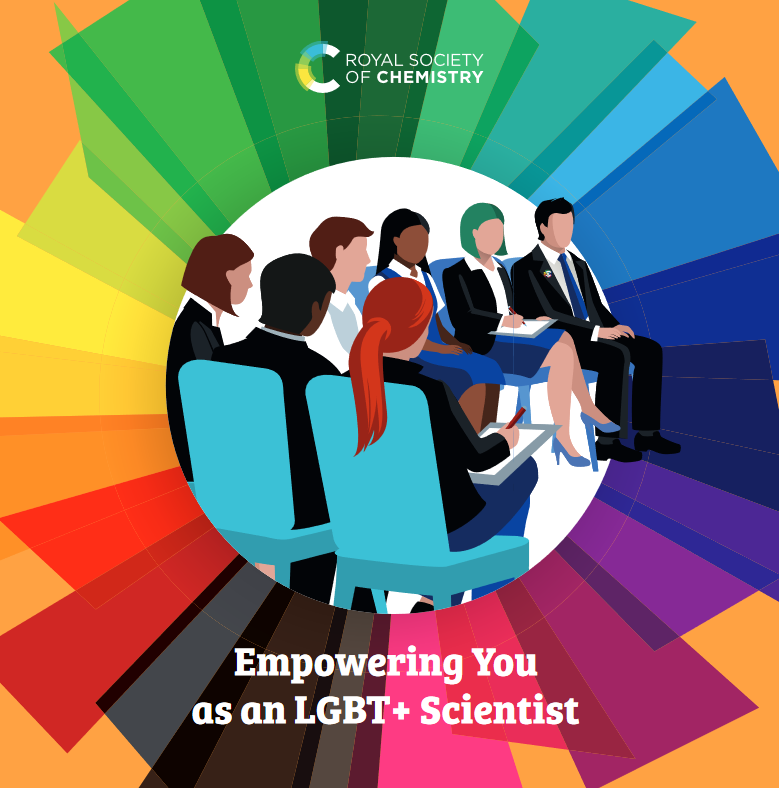 ROYAL SOCIETY
OF CHEMISTRY
Empowering You
as an LGBT+ Scientist